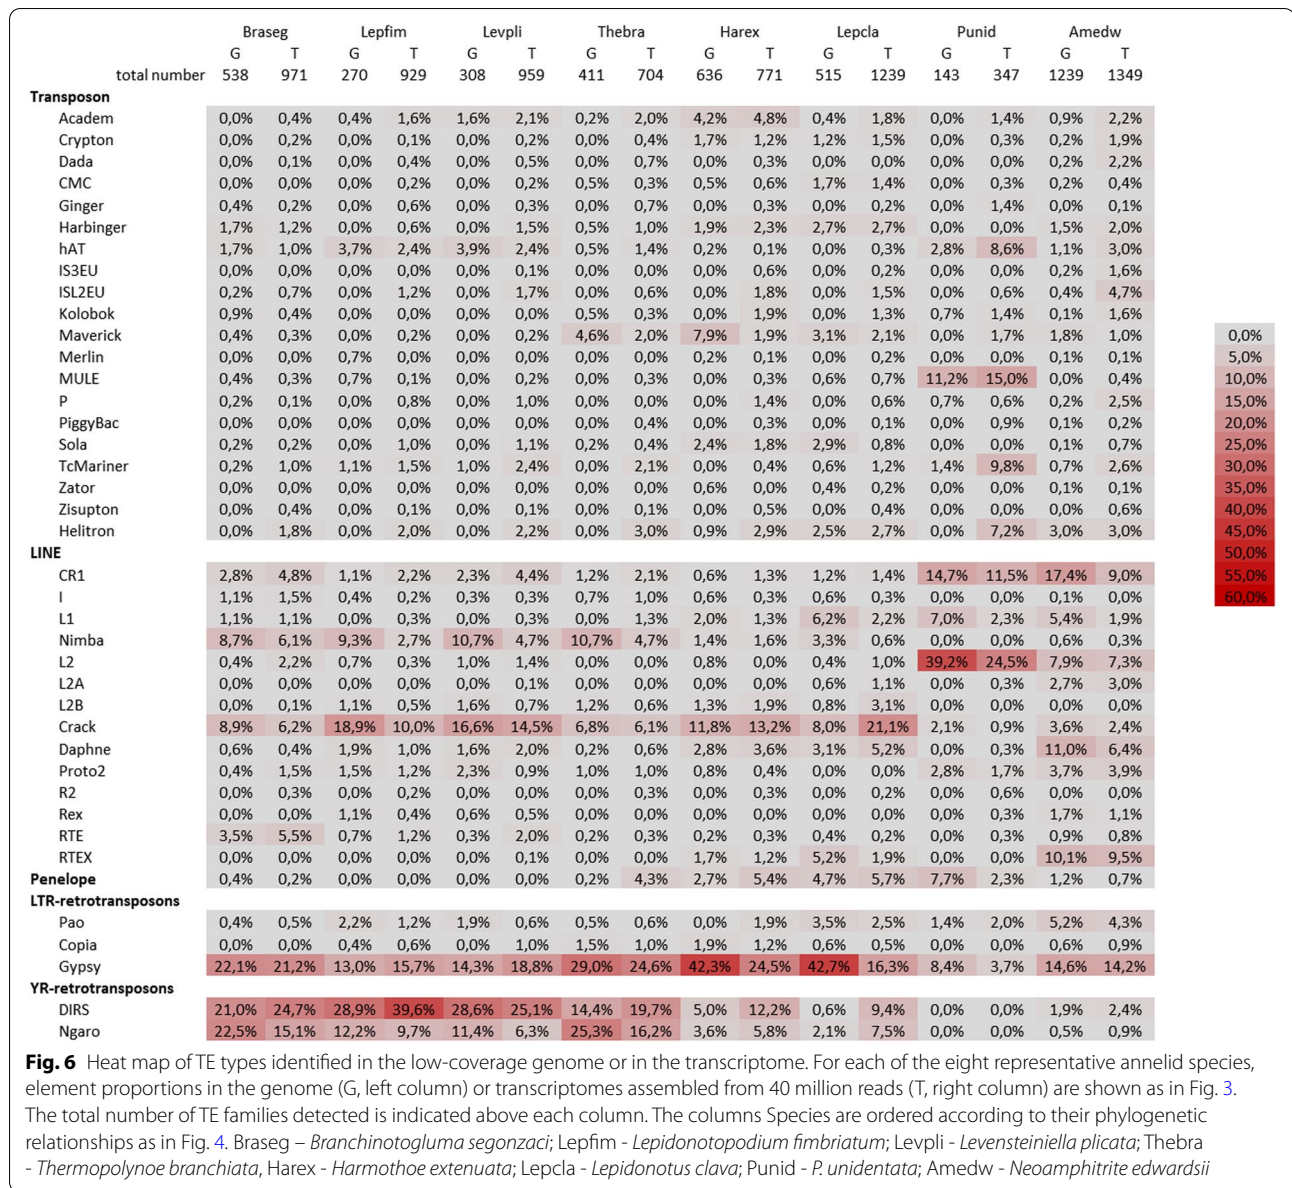 Braseg Lepfim Levpli Thebra Harex Lepcla Punid Amedw
G T G T G T G T G T G T G T G T
total number 538 971 270 929 308 959 411 704 636 771 515 1239 143 347 1239 1349
Transposon
Academ 0,0% 0,4% 0,4% 1,6% 1,6% 2,1% 0,2% 2,0% 4,2% 4,8% 0,4% 1,8% 0,0% 1,4% 0,9% 2,2%
Crypton 0,0% 0,2% 0,0% 0,1% 0,0% 0,2% 0,0% 0,4% 1,7% 1,2% 1,2% 1,5% 0,0% 0,3% 0,2% 1,9%
Dada 0,0% 0,1% 0,0% 0,4% 0,0% 0,5% 0,0% 0,7% 0,0% 0,3% 0,0% 0,0% 0,0% 0,0% 0,2% 2,2%
CMC 0,0% 0,0% 0,0% 0,2% 0,0% 0,2% 0,5% 0,3% 0,5% 0,6% 1,7% 1,4% 0,0% 0,3% 0,2% 0,4%
Ginger 0,4% 0,2% 0,0% 0,6% 0,0% 0,3% 0,0% 0,7% 0,0% 0,3% 0,0% 0,2% 0,0% 1,4% 0,0% 0,1%
Harbinger 1,7% 1,2% 0,0% 0,6% 0,0% 1,5% 0,5% 1,0% 1,9% 2,3% 2,7% 2,7% 0,0% 0,0% 1,5% 2,0%
hAT 1,7% 1,0% 3,7% 2,4% 3,9% 2,4% 0,5% 1,4% 0,2% 0,1% 0,0% 0,3% 2,8% 8,6% 1,1% 3,0%
IS3EU 0,0% 0,0% 0,0% 0,0% 0,0% 0,1% 0,0% 0,0% 0,0% 0,6% 0,0% 0,2% 0,0% 0,0% 0,2% 1,6%
ISL2EU 0,2% 0,7% 0,0% 1,2% 0,0% 1,7% 0,0% 0,6% 0,0% 1,8% 0,0% 1,5% 0,0% 0,6% 0,4% 4,7%
Kolobok 0,9% 0,4% 0,0% 0,0% 0,0% 0,0% 0,5% 0,3% 0,0% 1,9% 0,0% 1,3% 0,7% 1,4% 0,1% 1,6%
Maverick 0,4% 0,3% 0,0% 0,2% 0,0% 0,2% 4,6% 2,0% 7,9% 1,9% 3,1% 2,1% 0,0% 1,7% 1,8% 1,0%
0,0%
Merlin 0,0% 0,0% 0,7% 0,0% 0,0% 0,0% 0,0% 0,0% 0,2% 0,1% 0,0% 0,2% 0,0% 0,0% 0,1% 0,1%
5,0%
MULE 0,4% 0,3% 0,7% 0,1% 0,0% 0,2% 0,0% 0,3% 0,0% 0,3% 0,6% 0,7% 11,2% 15,0% 0,0% 0,4%
10,0%
P 0,2% 0,1% 0,0% 0,8% 0,0% 1,0% 0,0% 0,0% 0,0% 1,4% 0,0% 0,6% 0,7% 0,6% 0,2% 2,5%
15,0%
PiggyBac 0,0% 0,0% 0,0% 0,0% 0,0% 0,0% 0,0% 0,4% 0,0% 0,3% 0,0% 0,1% 0,0% 0,9% 0,1% 0,2%
20,0%
Sola 0,2% 0,2% 0,0% 1,0% 0,0% 1,1% 0,2% 0,4% 2,4% 1,8% 2,9% 0,8% 0,0% 0,0% 0,1% 0,7%
25,0%
TcMariner 0,2% 1,0% 1,1% 1,5% 1,0% 2,4% 0,0% 2,1% 0,0% 0,4% 0,6% 1,2% 1,4% 9,8% 0,7% 2,6%
30,0%
Zator 0,0% 0,0% 0,0% 0,0% 0,0% 0,0% 0,0% 0,0% 0,6% 0,0% 0,4% 0,2% 0,0% 0,0% 0,1% 0,1%
35,0%
Zisupton 0,0% 0,4% 0,0% 0,1% 0,0% 0,1% 0,0% 0,1% 0,0% 0,5% 0,0% 0,4% 0,0% 0,0% 0,0% 0,6%
40,0%
Helitron 0,0% 1,8% 0,0% 2,0% 0,0% 2,2% 0,0% 3,0% 0,9% 2,9% 2,5% 2,7% 0,0% 7,2% 3,0% 3,0%
45,0%
LINE
50,0%
CR1 2,8% 4,8% 1,1% 2,2% 2,3% 4,4% 1,2% 2,1% 0,6% 1,3% 1,2% 1,4% 14,7% 11,5% 17,4% 9,0%
55,0%
I 1,1% 1,5% 0,4% 0,2% 0,3% 0,3% 0,7% 1,0% 0,6% 0,3% 0,6% 0,3% 0,0% 0,0% 0,1% 0,0%
60,0%
L1 1,1% 1,1% 0,0% 0,3% 0,0% 0,3% 0,0% 1,3% 2,0% 1,3% 6,2% 2,2% 7,0% 2,3% 5,4% 1,9%
Nimba 8,7% 6,1% 9,3% 2,7% 10,7% 4,7% 10,7% 4,7% 1,4% 1,6% 3,3% 0,6% 0,0% 0,0% 0,6% 0,3%
L2 0,4% 2,2% 0,7% 0,3% 1,0% 1,4% 0,0% 0,0% 0,8% 0,0% 0,4% 1,0% 39,2% 24,5% 7,9% 7,3%
L2A 0,0% 0,0% 0,0% 0,0% 0,0% 0,1% 0,0% 0,0% 0,0% 0,0% 0,6% 1,1% 0,0% 0,3% 2,7% 3,0%
L2B 0,0% 0,1% 1,1% 0,5% 1,6% 0,7% 1,2% 0,6% 1,3% 1,9% 0,8% 3,1% 0,0% 0,0% 0,0% 0,0%
Crack 8,9% 6,2% 18,9% 10,0% 16,6% 14,5% 6,8% 6,1% 11,8% 13,2% 8,0% 21,1% 2,1% 0,9% 3,6% 2,4%
Daphne 0,6% 0,4% 1,9% 1,0% 1,6% 2,0% 0,2% 0,6% 2,8% 3,6% 3,1% 5,2% 0,0% 0,3% 11,0% 6,4%
Proto2 0,4% 1,5% 1,5% 1,2% 2,3% 0,9% 1,0% 1,0% 0,8% 0,4% 0,0% 0,0% 2,8% 1,7% 3,7% 3,9%
R2 0,0% 0,3% 0,0% 0,2% 0,0% 0,0% 0,0% 0,3% 0,0% 0,3% 0,0% 0,2% 0,0% 0,6% 0,0% 0,0%
Rex 0,0% 0,0% 1,1% 0,4% 0,6% 0,5% 0,0% 0,0% 0,0% 0,0% 0,0% 0,0% 0,0% 0,3% 1,7% 1,1%
RTE 3,5% 5,5% 0,7% 1,2% 0,3% 2,0% 0,2% 0,3% 0,2% 0,3% 0,4% 0,2% 0,0% 0,3% 0,9% 0,8%
RTEX 0,0% 0,0% 0,0% 0,0% 0,0% 0,1% 0,0% 0,0% 1,7% 1,2% 5,2% 1,9% 0,0% 0,0% 10,1% 9,5%
Penelope 0,4% 0,2% 0,0% 0,0% 0,0% 0,0% 0,2% 4,3% 2,7% 5,4% 4,7% 5,7% 7,7% 2,3% 1,2% 0,7%
LTR-retrotransposons
Pao 0,4% 0,5% 2,2% 1,2% 1,9% 0,6% 0,5% 0,6% 0,0% 1,9% 3,5% 2,5% 1,4% 2,0% 5,2% 4,3%
Copia 0,0% 0,0% 0,4% 0,6% 0,0% 1,0% 1,5% 1,0% 1,9% 1,2% 0,6% 0,5% 0,0% 0,0% 0,6% 0,9%
Gypsy 22,1% 21,2% 13,0% 15,7% 14,3% 18,8% 29,0% 24,6% 42,3% 24,5% 42,7% 16,3% 8,4% 3,7% 14,6% 14,2%
YR-retrotransposons
DIRS 21,0% 24,7% 28,9% 39,6% 28,6% 25,1% 14,4% 19,7% 5,0% 12,2% 0,6% 9,4% 0,0% 0,0% 1,9% 2,4%
Ngaro 22,5% 15,1% 12,2% 9,7% 11,4% 6,3% 25,3% 16,2% 3,6% 5,8% 2,1% 7,5% 0,0% 0,0% 0,5% 0,9%
Fig. 6 Heat map of TE types identified in the low-coverage genome or in the transcriptome. For each of the eight representative annelid species,
element proportions in the genome (G, left column) or transcriptomes assembled from 40 million reads (T, right column) are shown as in Fig. 3.
The total number of TE families detected is indicated above each column. The columns Species are ordered according to their phylogenetic
relationships as in Fig. 4. Braseg – Branchinotogluma segonzaci; Lepfim - Lepidonotopodium fimbriatum; Levpli - Levensteiniella plicata; Thebra
- Thermopolynoe branchiata, Harex - Harmothoe extenuata; Lepcla - Lepidonotus clava; Punid - P. unidentata; Amedw - Neoamphitrite edwardsii